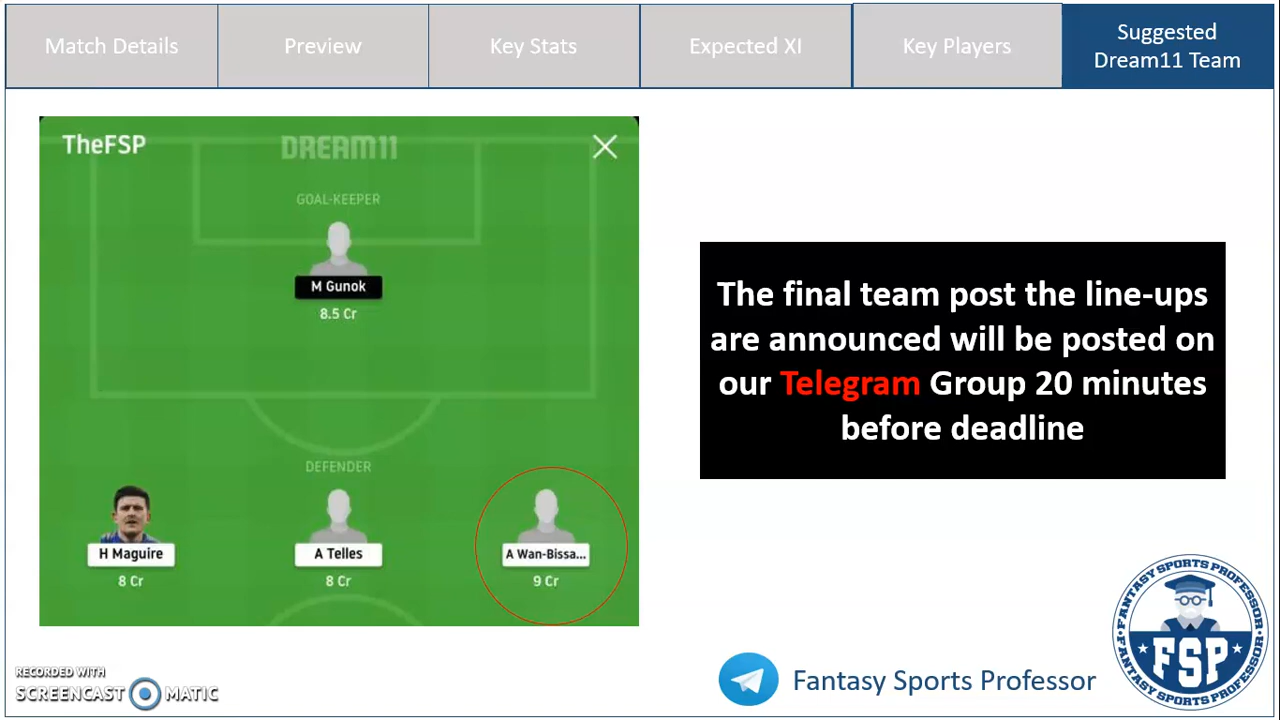 Match Details
Preview
Key Stats
Expected XI
Key Players
Suggested
Dream11 Team
TheFSP
DREAM11
GOAL-KEEPER
M Gunok
8.5 Cr
DEFENDER
H Maguire
8 Cr
A Telles
8 Cr
A Wan-Bissa...
9 Cr
The final team post the line-ups
are announced will be posted on
our Telegram Group 20 minutes
before deadline
Fantasy Sports Professor
FANTASY SPORTS PROFESSOR
FANTASY SPORTS PROFESSOR
FSP
RECORDED WITH
SCREENCAST MATIC